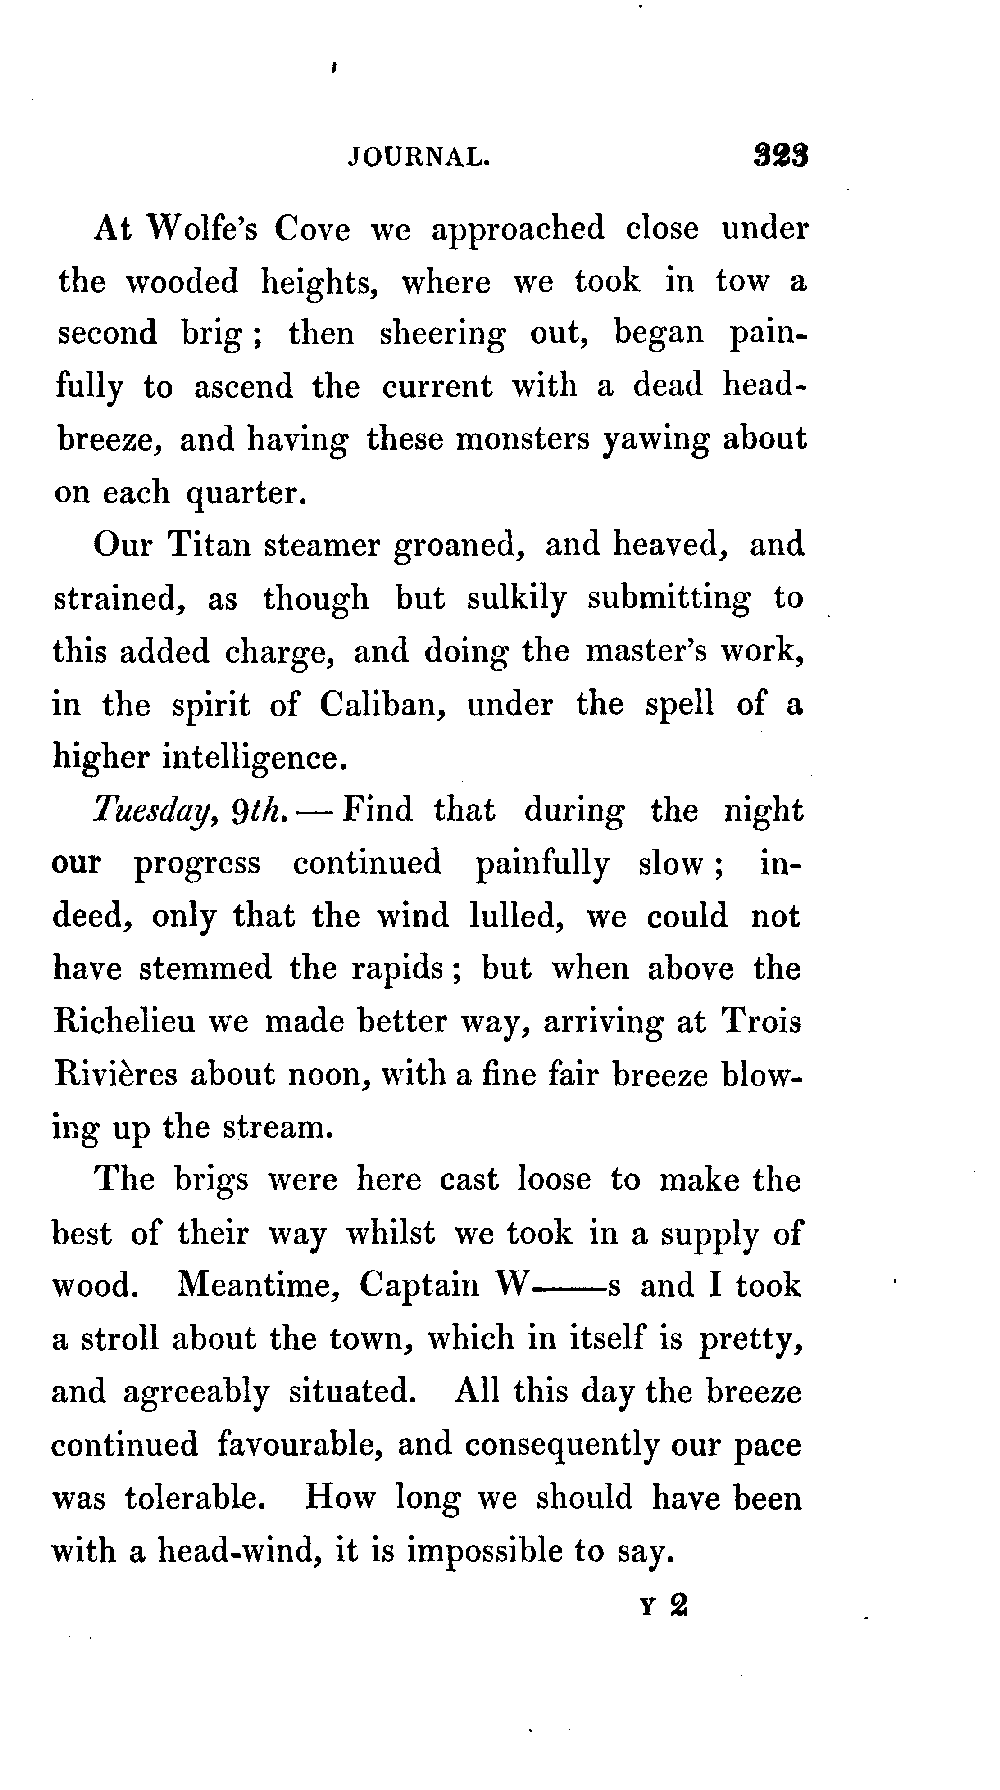 JOURNAL. 323
At Wolfe's Cove we approached close under
the wooded heights, where we took in tow a
second brig ; then sheering out, began pain-
fully to ascend the current with a dead head-
breeze, and having these monsters yawing about
on each quarter.
Our Titan steamer groaned, and heaved, and
strained, as though but sulkily submitting to
this added charge, and doing the master's work,
in the spirit of Caliban, under the spell of a
higher intelligence.
Tuesday, 9th. — Find that during the night
our progress continued painfully slow ; in-
deed, only that the wind lulled, we could not
have stemmed the rapids ; but when above the
Richelieu we made better way, arriving at Trois
Rivières about noon, with a fine fair breeze blow-
ing up the stream.
The brigs were here cast loose to make the
best of their way whilst we took in a supply of
wood. Meantime, Captain W——s and I took
a stroll about the town, which in itself is pretty,
and agreeably situated. All this day the breeze
continued favourable, and consequently our pace
was tolerable. How long we should have been
with a head-wind, it is impossible to say.
Y 2